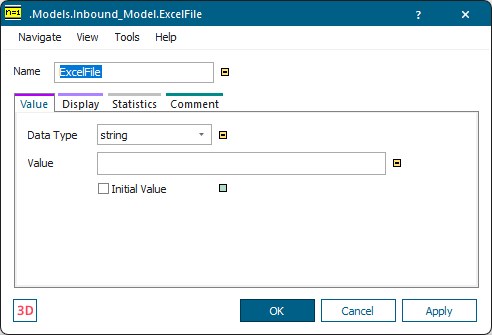 n=1
.Models.Inbound_Model.ExcelFile ? ×
Navigate View Tools Help
Name ExcelFile
Value Display Statistics Comment
Data Type string
Value
Initial Value
3D OK Cancel Apply